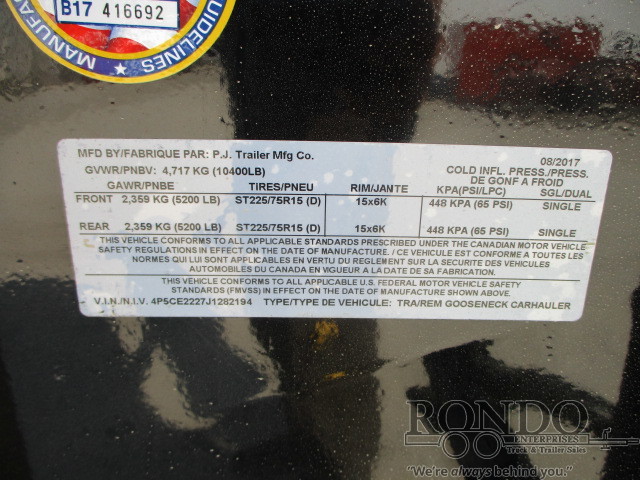 B17 416692
UIDELINES
MANUFA
MFD BY/FABRIQUE PAR: P.J. Trailer Mfg Co.
08/2017
GVWR/PNBV: 4,717 KG (10400LB)
COLD INFL. PRESS./PRESS.
DE GONF A FROID
GAWR/PNBE TIRES/PNEU RIM/JANTE KPA(PSI/LPC) SGL/DUAL
FRONT 2,359 KG (5200 LB) ST225/75R15 (D) 15x6K 448 KPA (65 PSI) SINGLE
REAR 2,359 KG (5200 LB) ST225/75R15 (D) 15x6K 448 KPA (65 PSI) SINGLE
THIS VEHICLE CONFORMS TO ALL APPLICABLE STANDARDS PRESCRIBED UNDER THE CANADIAN MOTOR VEHICLE
SAFETY REGULATIONS IN EFFECT ON THE DATE OF MANUFACTURE. / CE VEHICULE EST CONFORME A TOUTES LES
NORMES QUI LUI SONT APPLICABLES EN VERTU DU REGLEMENT SUR LA SECURITE DES VEHICULES
AUTOMOBILES DU CANADA EN VIGUEUR A LA DATE DE SA FABRICATION.
THIS VEHICLE CONFORMS TO ALL APPLICABLE U.S. FEDERAL MOTOR VEHICLE SAFETY
STANDARDS (FMVSS) IN EFFECT ON THE DATE OF MANUFACTURE SHOWN ABOVE.
V.I.N./N.I.V. 4P5CE2227J1282194 TYPE/TYPE DE VEHICULE: TRA/REM GOOSENECK CARHAULER
RONDO
ENTERPRISES
Truck & Trailer Sales
"We're always behind you."